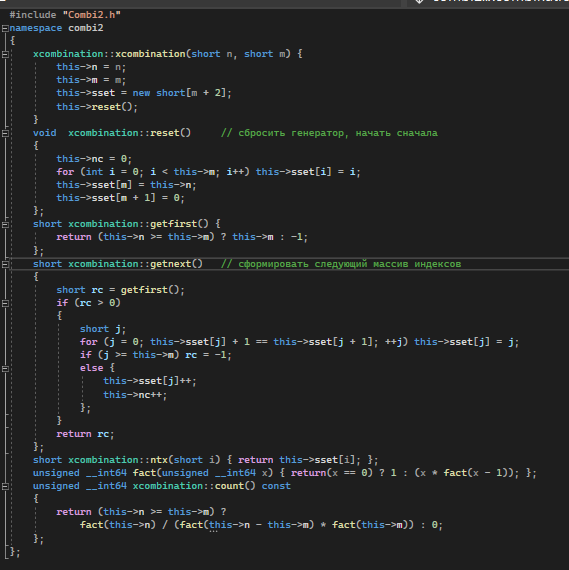 #include "Combi2.h"
namespace combi2
{
xcombination::xcombination(short n, short m) {
this->n = n;
this->m = m;
this->sset = new short[m + 2];
this->reset();
}
void  xcombination::reset()     // сбросить генератор, начать сначала
{
this->nc = 0;
for (int i = 0; i < this->m; i++) this->sset[i] = i;
this->sset[m] = this->n;
this->sset[m + 1] = 0;
};
short xcombination::getfirst() {
return (this->n >= this->m) ? this->m : -1;
};
short xcombination::getnext()   // сформировать следующий массив индексов
{
short rc = getfirst();
if (rc > 0)
{
short j;
for (j = 0; this->sset[j] + 1 == this->sset[j + 1]; ++j) this->sset[j] = j;
if (j >= this->m) rc = -1;
else {
this->sset[j]++;
this->nc++;
};
}
return rc;
};
short xcombination::ntx(short i) { return this->sset[i]; };
unsigned __int64 fact(unsigned __int64 x) { return(x == 0) ? 1 : (x * fact(x - 1)); };
unsigned __int64 xcombination::count() const
{
return (this->n >= this->m) ?
fact(this->n) / (fact(this->n - this->m) * fact(this->m)) : 0;
};
};